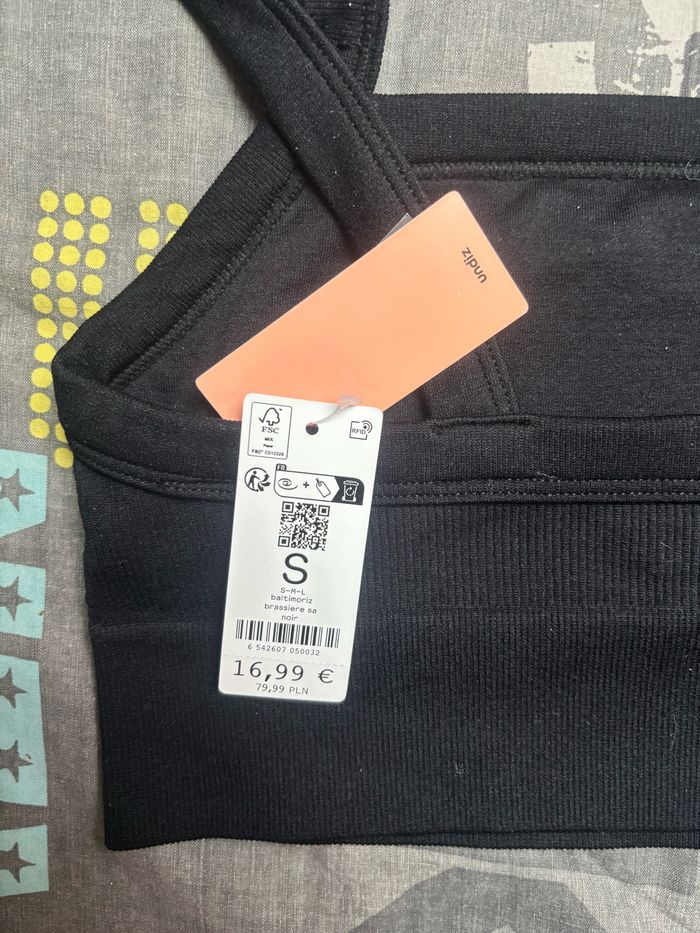 undiz
FSC
MIX
Paper
FSC® C012326
RFID
FR
+
S
S-M-L
baltimoriz
brassiere sa
noir
6 542607 050032
16,99 €
79,99 PLN